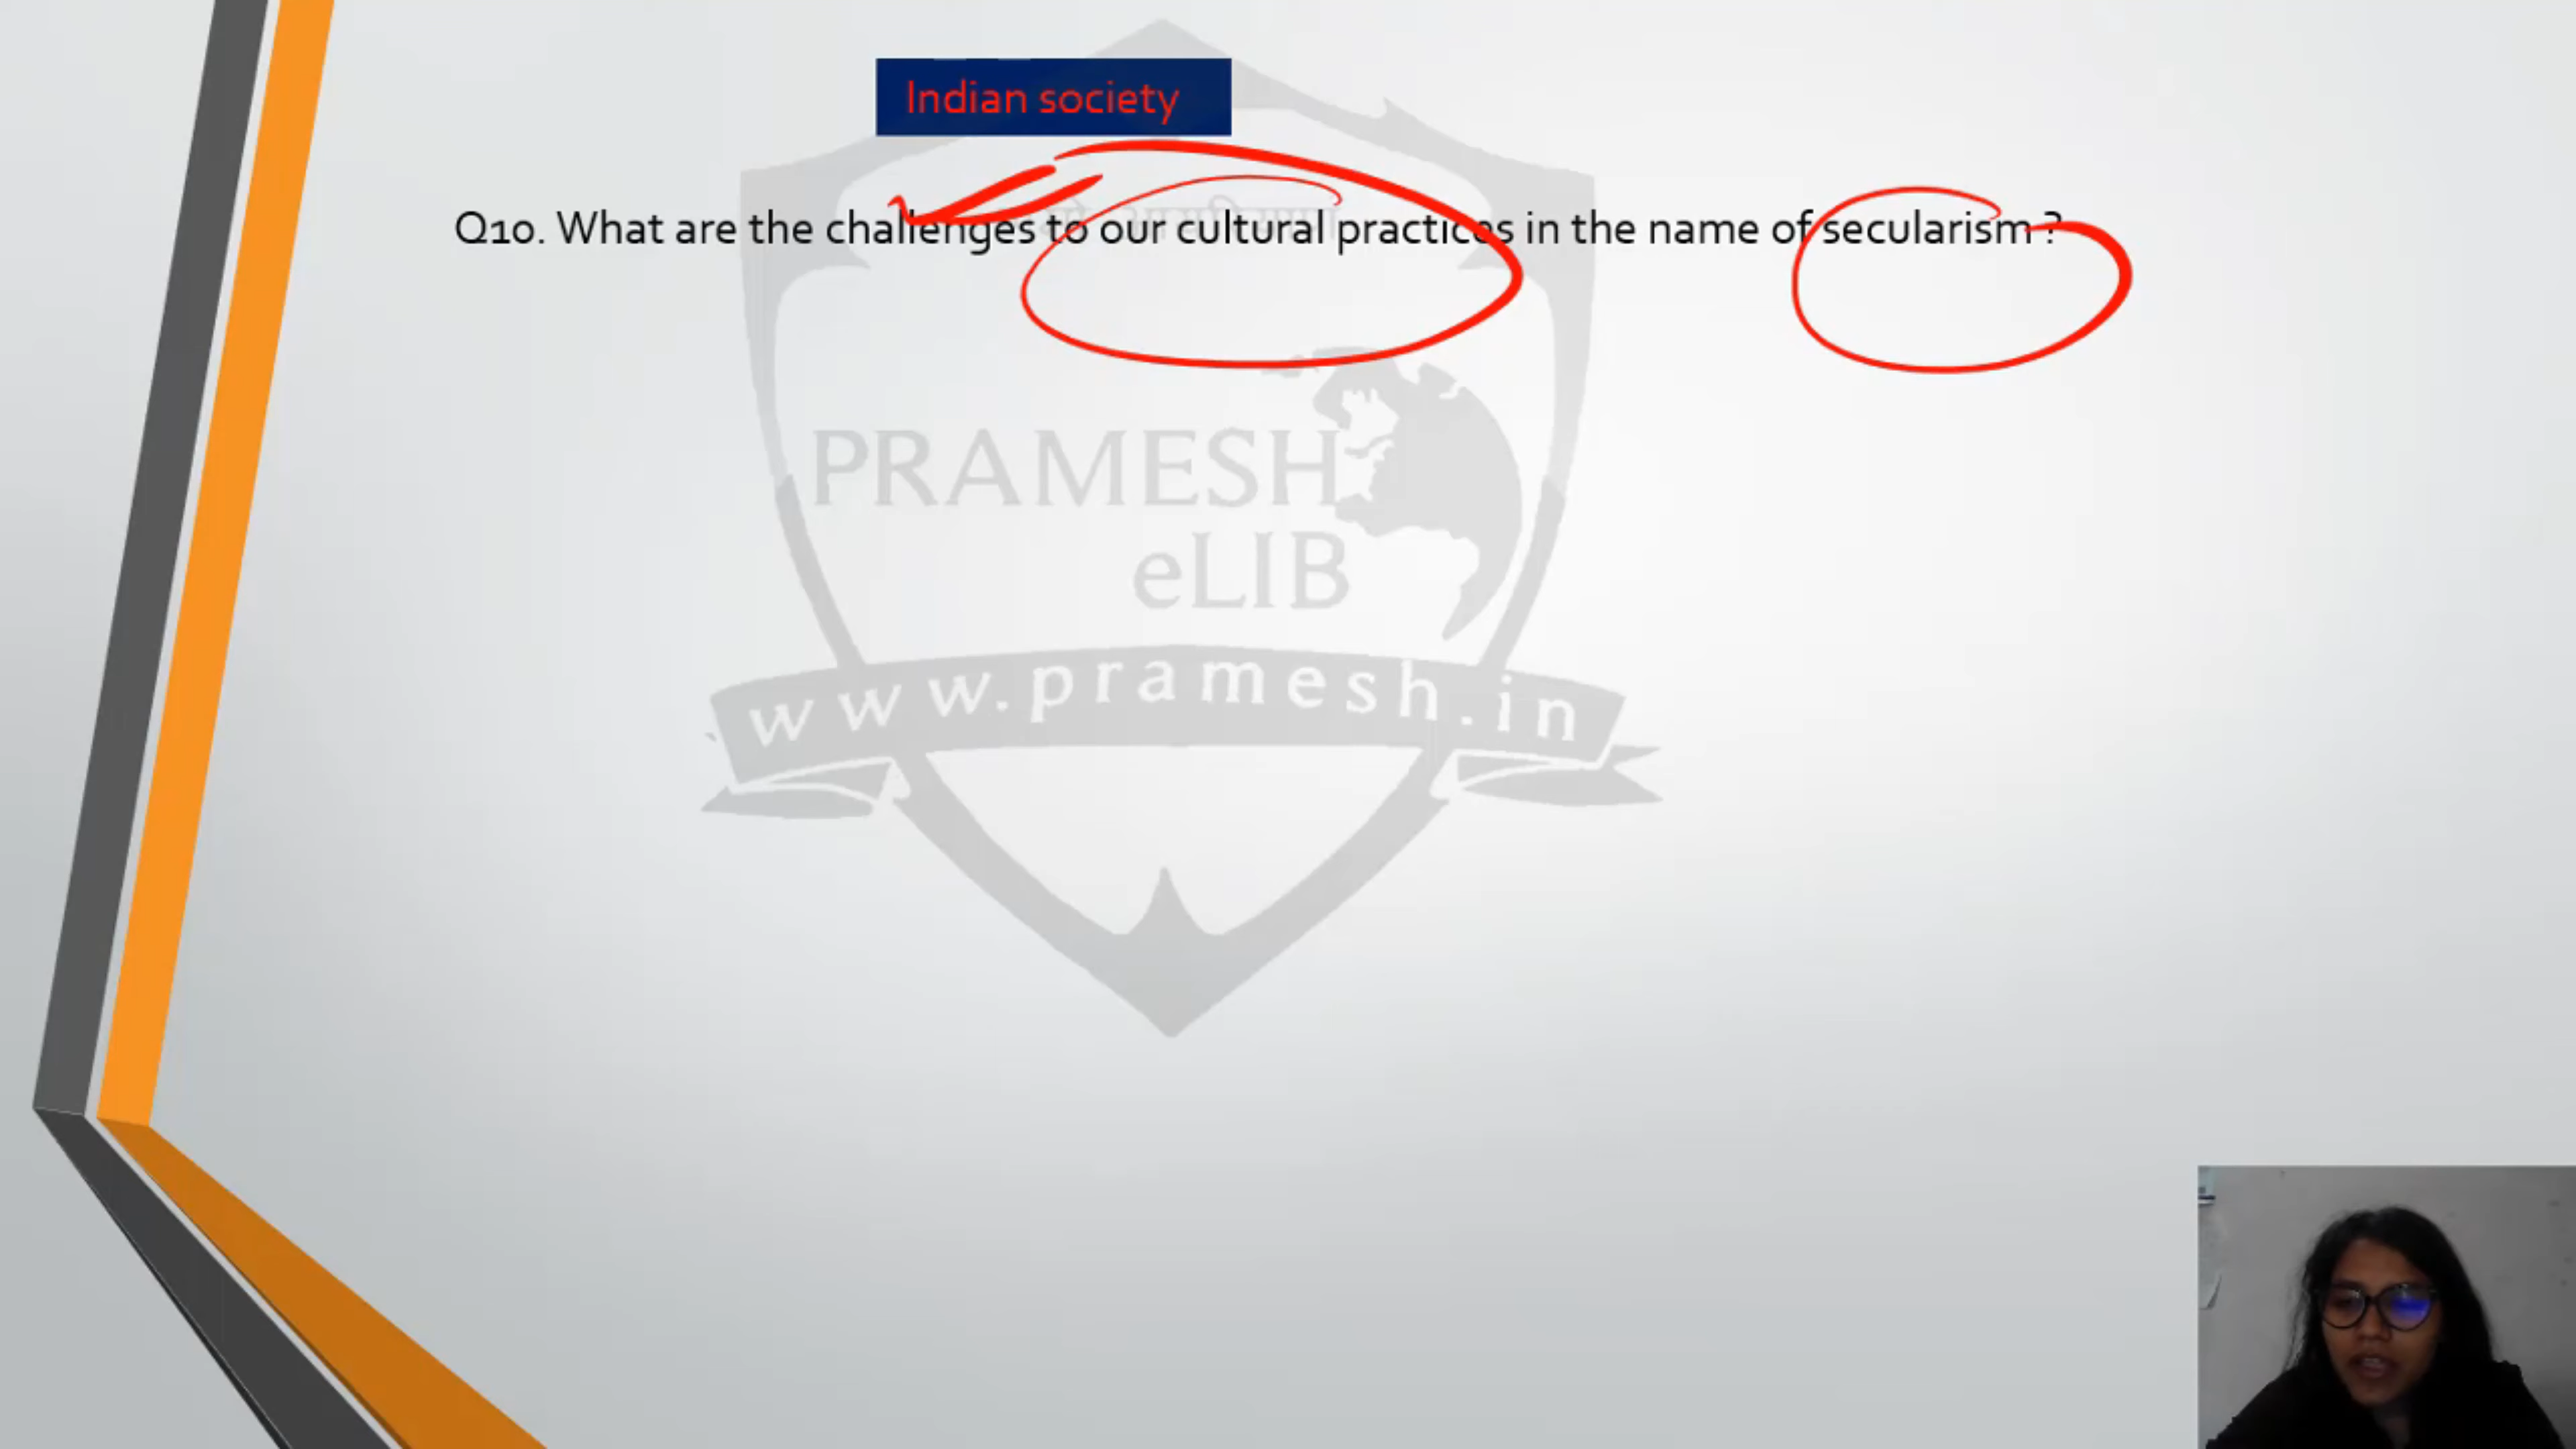 Indian society
Q10. What are the challenges to our cultural practices in the name of secularism ?
PRAMESH
eLIB
www.pramesh.in